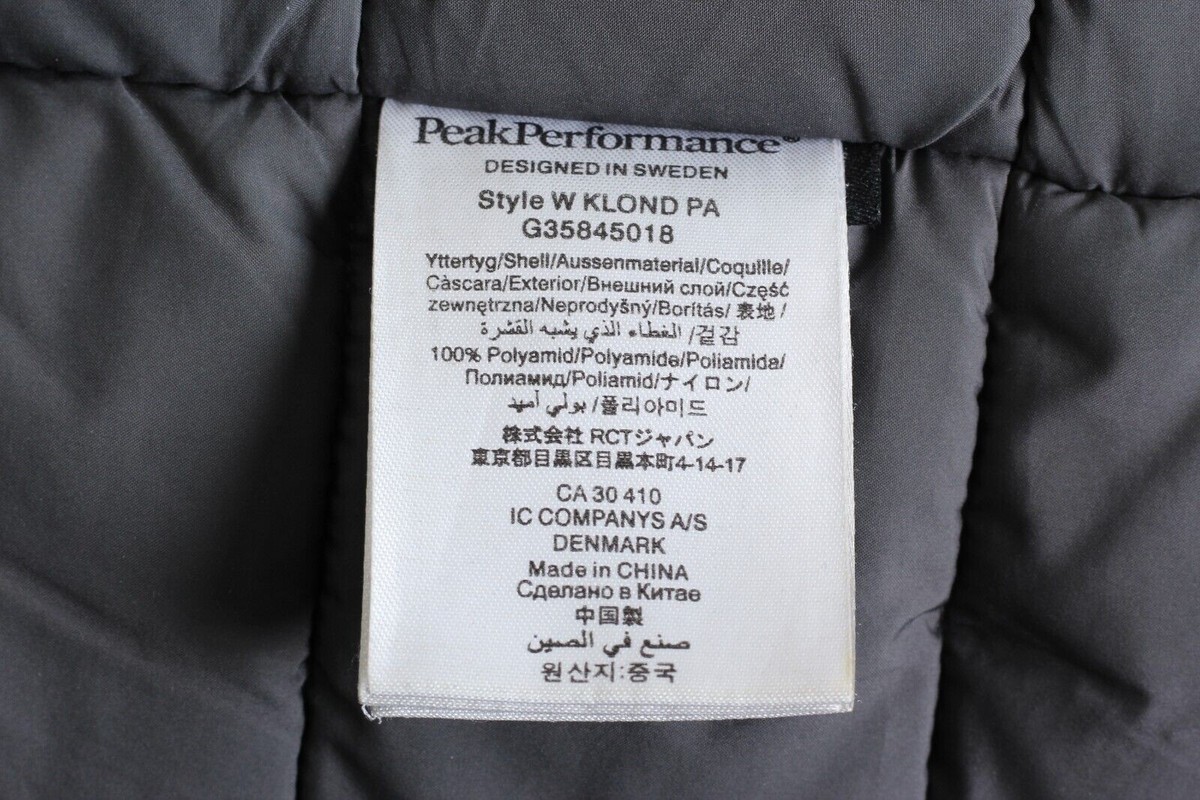 PeakPerformance®
DESIGNED IN SWEDEN
Style W KLOND PA
G35845018
Yttertyg/Shell/Aussenmaterial/Coquille/
Cáscara/Exterior/Внешний слой/Część
zewnętrzna/Neprodyšný/Borítás/ 表地 /
الغطاء الذي يشبه القشرة /겉감
100% Polyamid/Polyamide/Poliamida/
Полиамид/Poliamid/ナイロン/
بولي أميد /폴리아미드
株式会社 RCTジャパン
東京都目黒区目黒本町4-14-17
CA 30 410
IC COMPANYS A/S
DENMARK
Made in CHINA
Сделано в Китае
中国製
صنع في الصين
원산지:중국